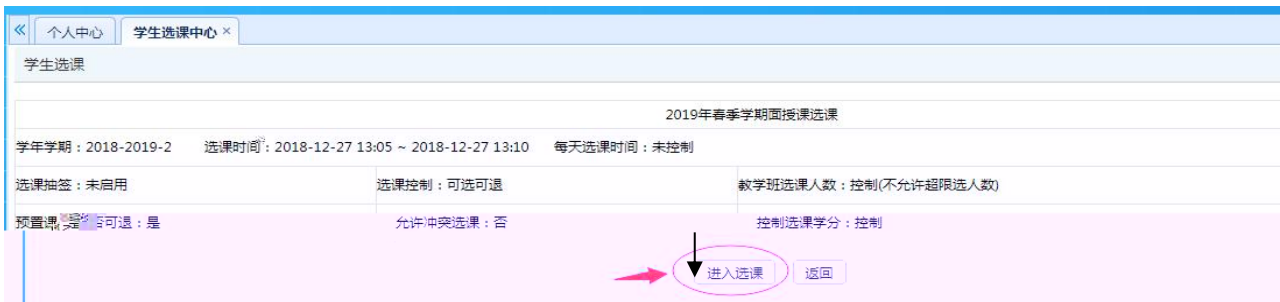 « 个人中心 学生选课中心 ×
学生选课
2019年春季学期面授课选课
学年学期：2018-2019-2 选课时间：2018-12-27 13:05 ~ 2018-12-27 13:10 每天选课时间：未控制
选课抽签：未启用 选课控制：可选可退 教学班选课人数：控制(不允许超限选人数)
预置课是否可退：是 允许冲突选课：否 控制选课学分：控制
进入选课 返回